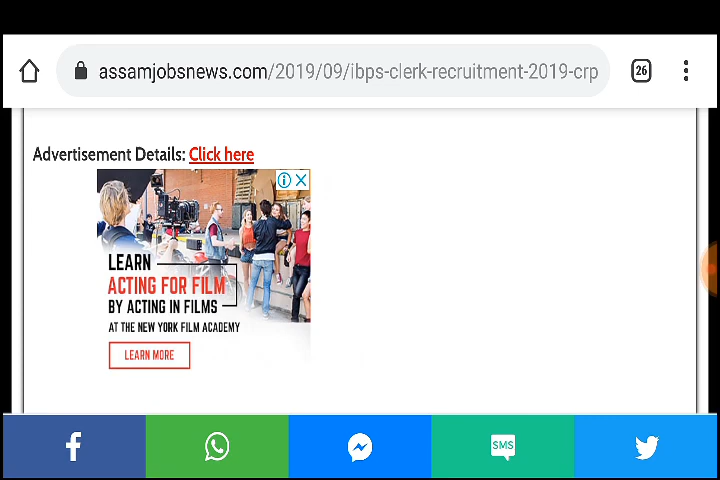 assamjobsnews.com/2019/09/ibps-clerk-recruitment-2019-crp
26
Advertisement Details: Click here
LEARN
ACTING FOR FILM
BY ACTING IN FILMS
AT THE NEW YORK FILM ACADEMY
LEARN MORE
SMS